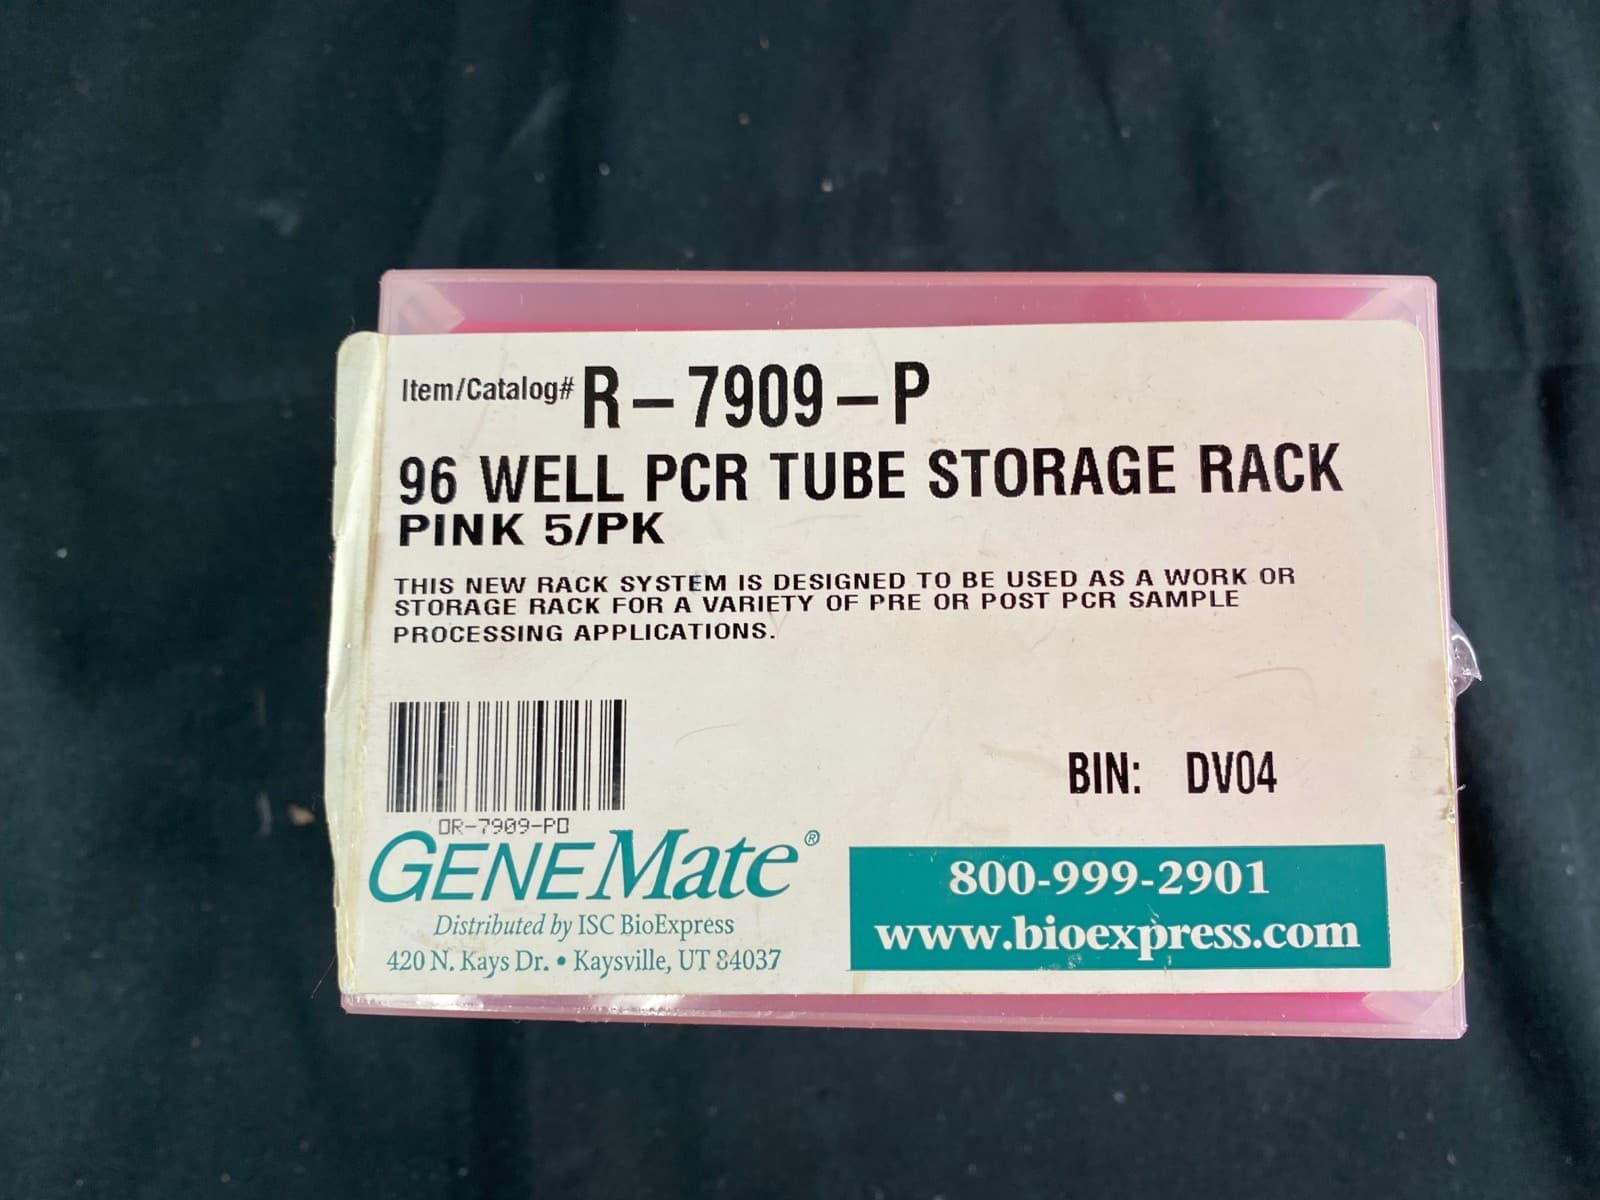 Item/Catalog# R-7909-P
96 WELL PCR TUBE STORAGE RACK
PINK 5/PK
THIS NEW RACK SYSTEM IS DESIGNED TO BE USED AS A WORK OR
STORAGE RACK FOR A VARIETY OF PRE OR POST PCR SAMPLE
PROCESSING APPLICATIONS.
BIN: DV04
□R-7909-P□
GENEMate®
Distributed by ISC BioExpress
420 N. Kays Dr. • Kaysville, UT 84037
800-999-2901
www.bioexpress.com